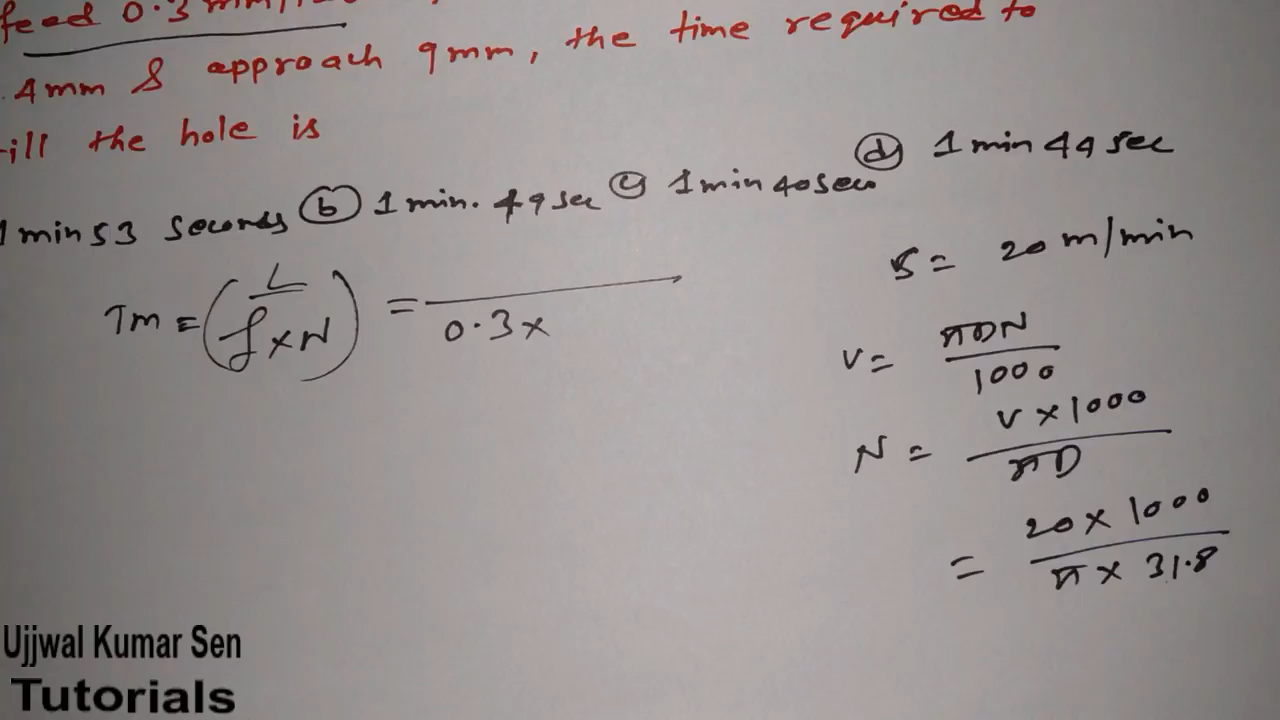 feed 0.3 mm/
.4mm & approach 9mm, the time required to
ill the hole is
1 min 53 seconds (b) 1 min. 49 sec (c) 1 min 40 sec (d) 1 min 44 sec
Tm = (L / f×N) = / 0.3×
S = 20 m/min
V = πDN / 1000
N = V × 1000 / πD
= 20 × 1000 / π × 31.8
Ujjwal Kumar Sen
Tutorials